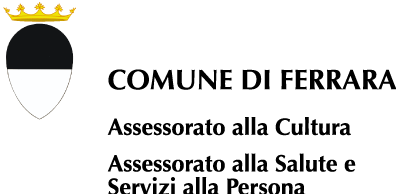 COMUNE DI FERRARA
Assessorato alla Cultura
Assessorato alla Salute e
Servizi alla Persona